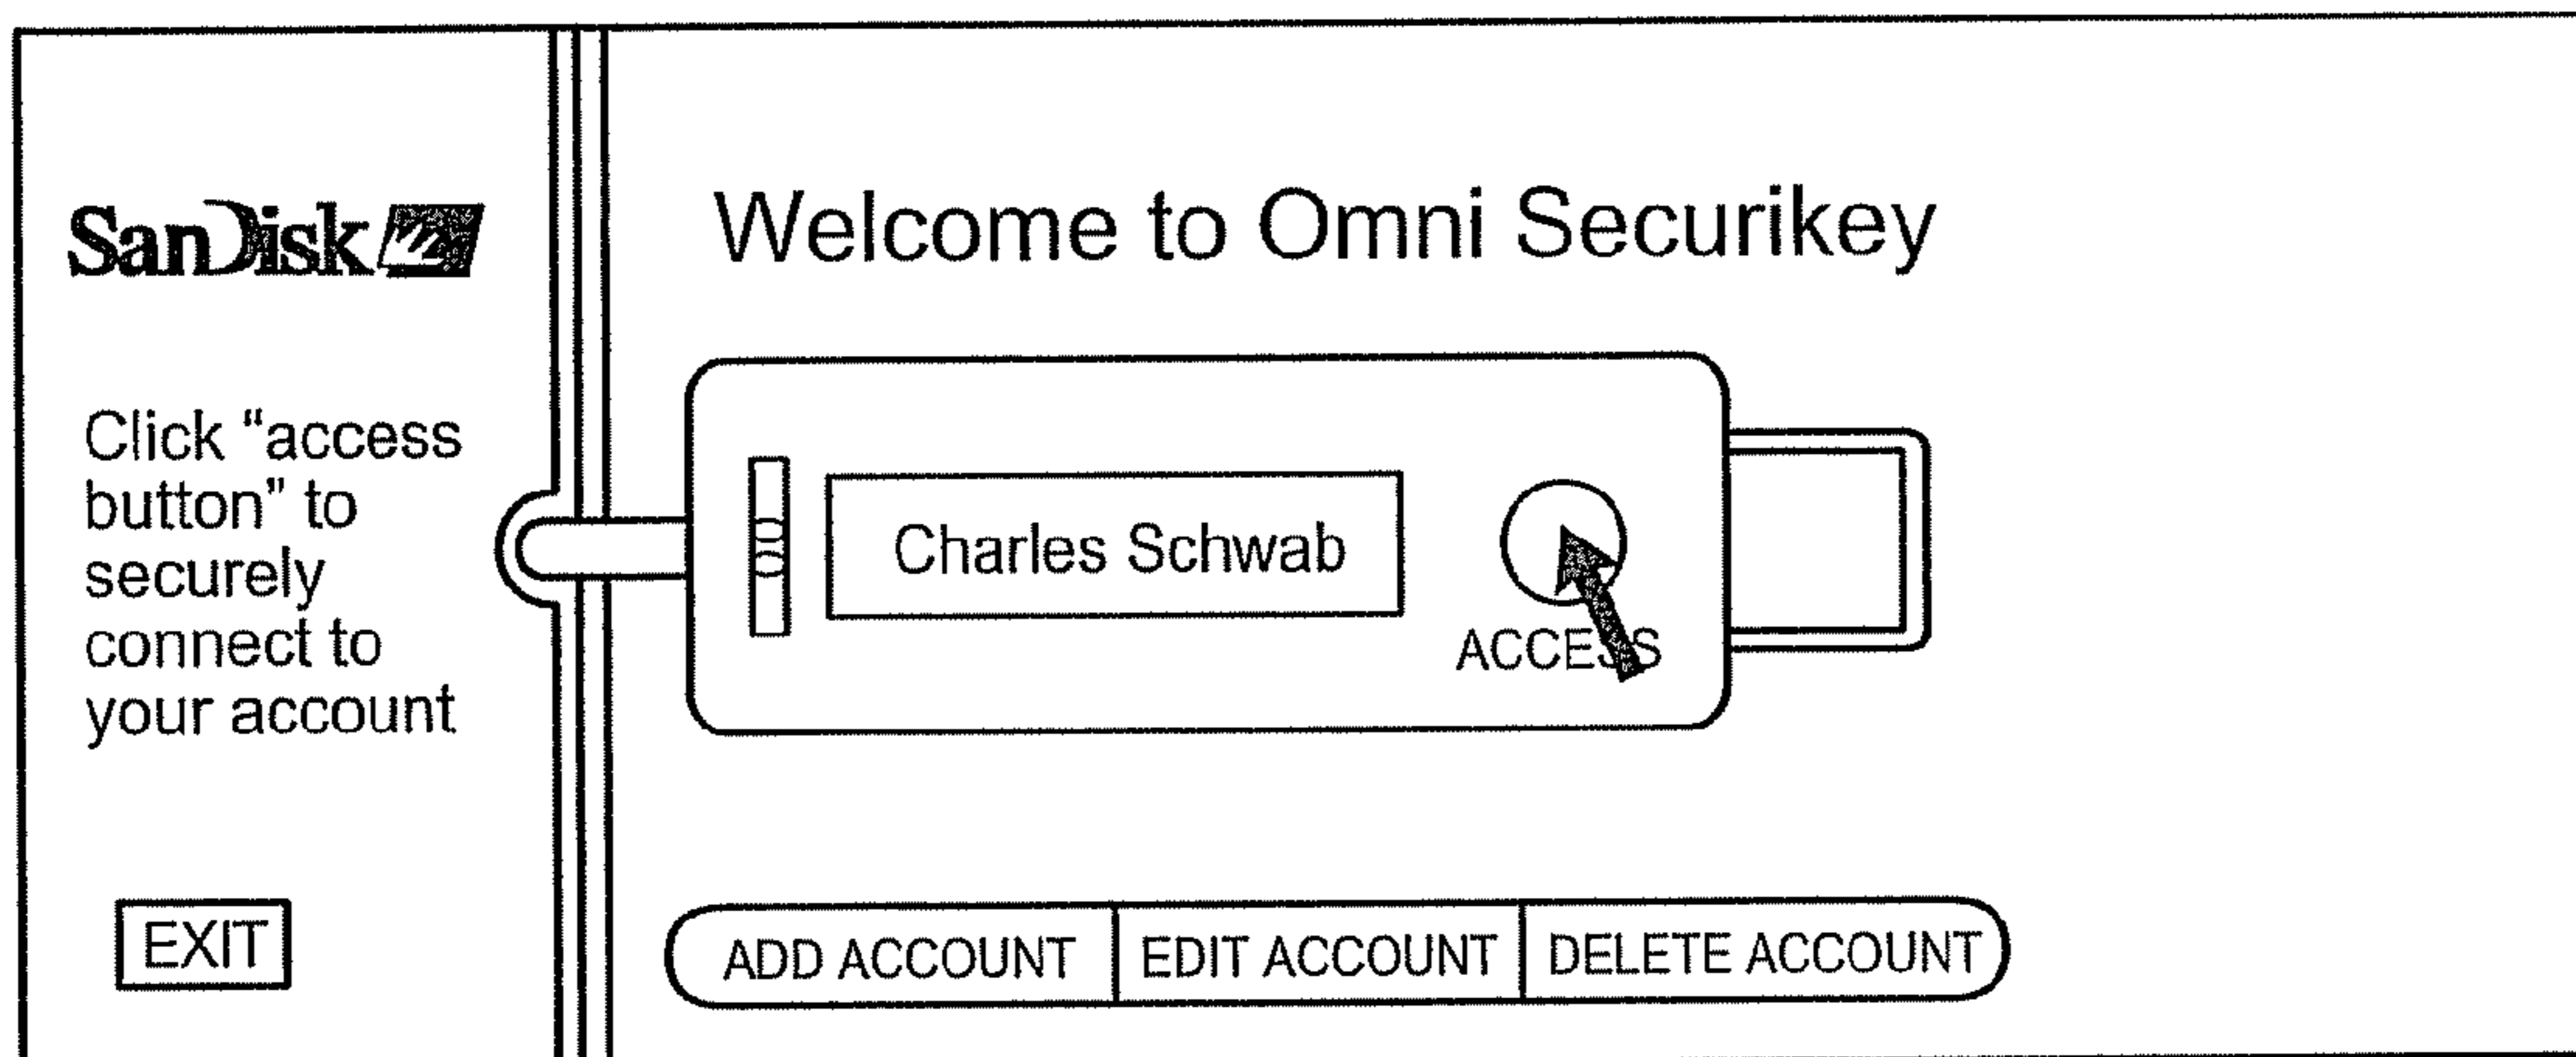 SanDisk
Click “access
button” to
securely
connect to
your account
EXIT
Welcome to Omni Securikey
Charles Schwab
ACCESS
ADD ACCOUNT
EDIT ACCOUNT
DELETE ACCOUNT